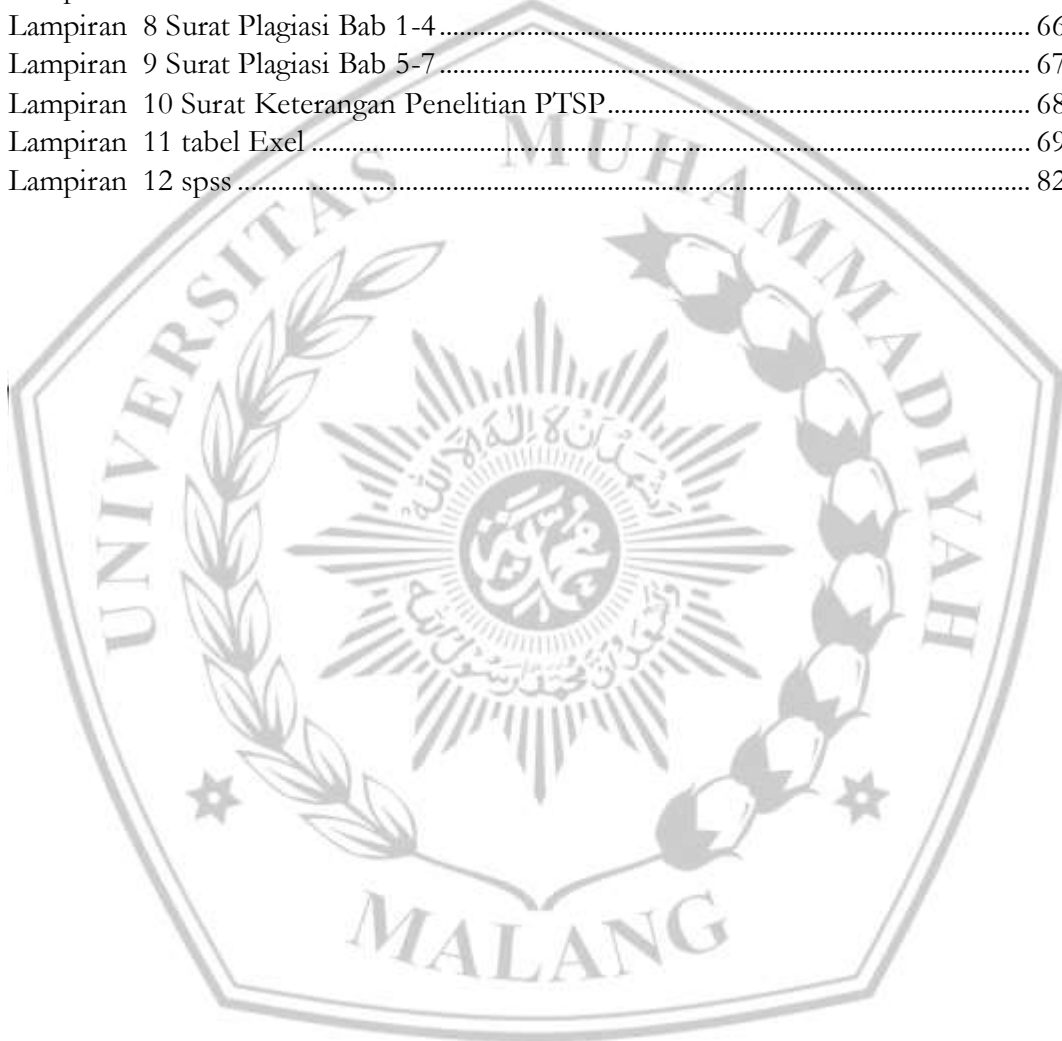 Lampiran 8 Surat Plagiasi Bab 1-4 ........ 66
Lampiran 9 Surat Plagiasi Bab 5-7 ........ 67
Lampiran 10 Surat Keterangan Penelitian PTSP ........ 68
Lampiran 11 tabel Exel ........ 69
Lampiran 12 spss ........ 82
UNIVERSITAS MUHAMMADIYAH
MALANG